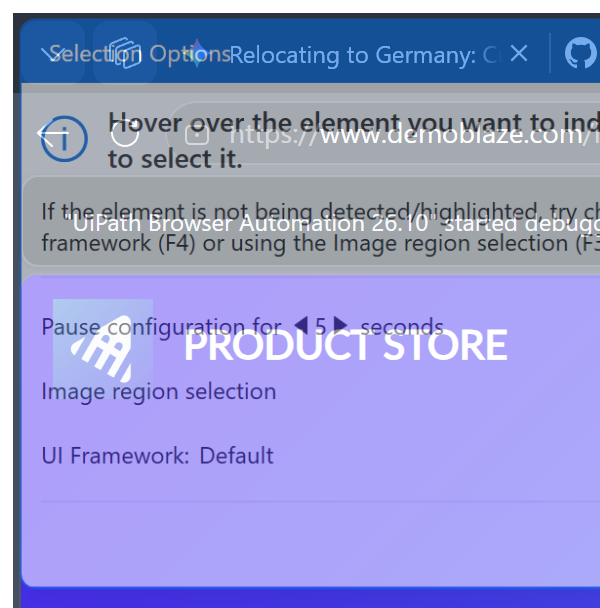 Selection Options
Relocating to Germany:
Hover over the element you want to ind
to select it.
https://www.demoblaze.com/
If the element is not being detected/highlighted, try ch
"UiPath Browser Automation 26.10" started debugg
framework (F4) or using the Image region selection (F3
Pause configuration for 5 seconds
PRODUCT STORE
Image region selection
UI Framework: Default